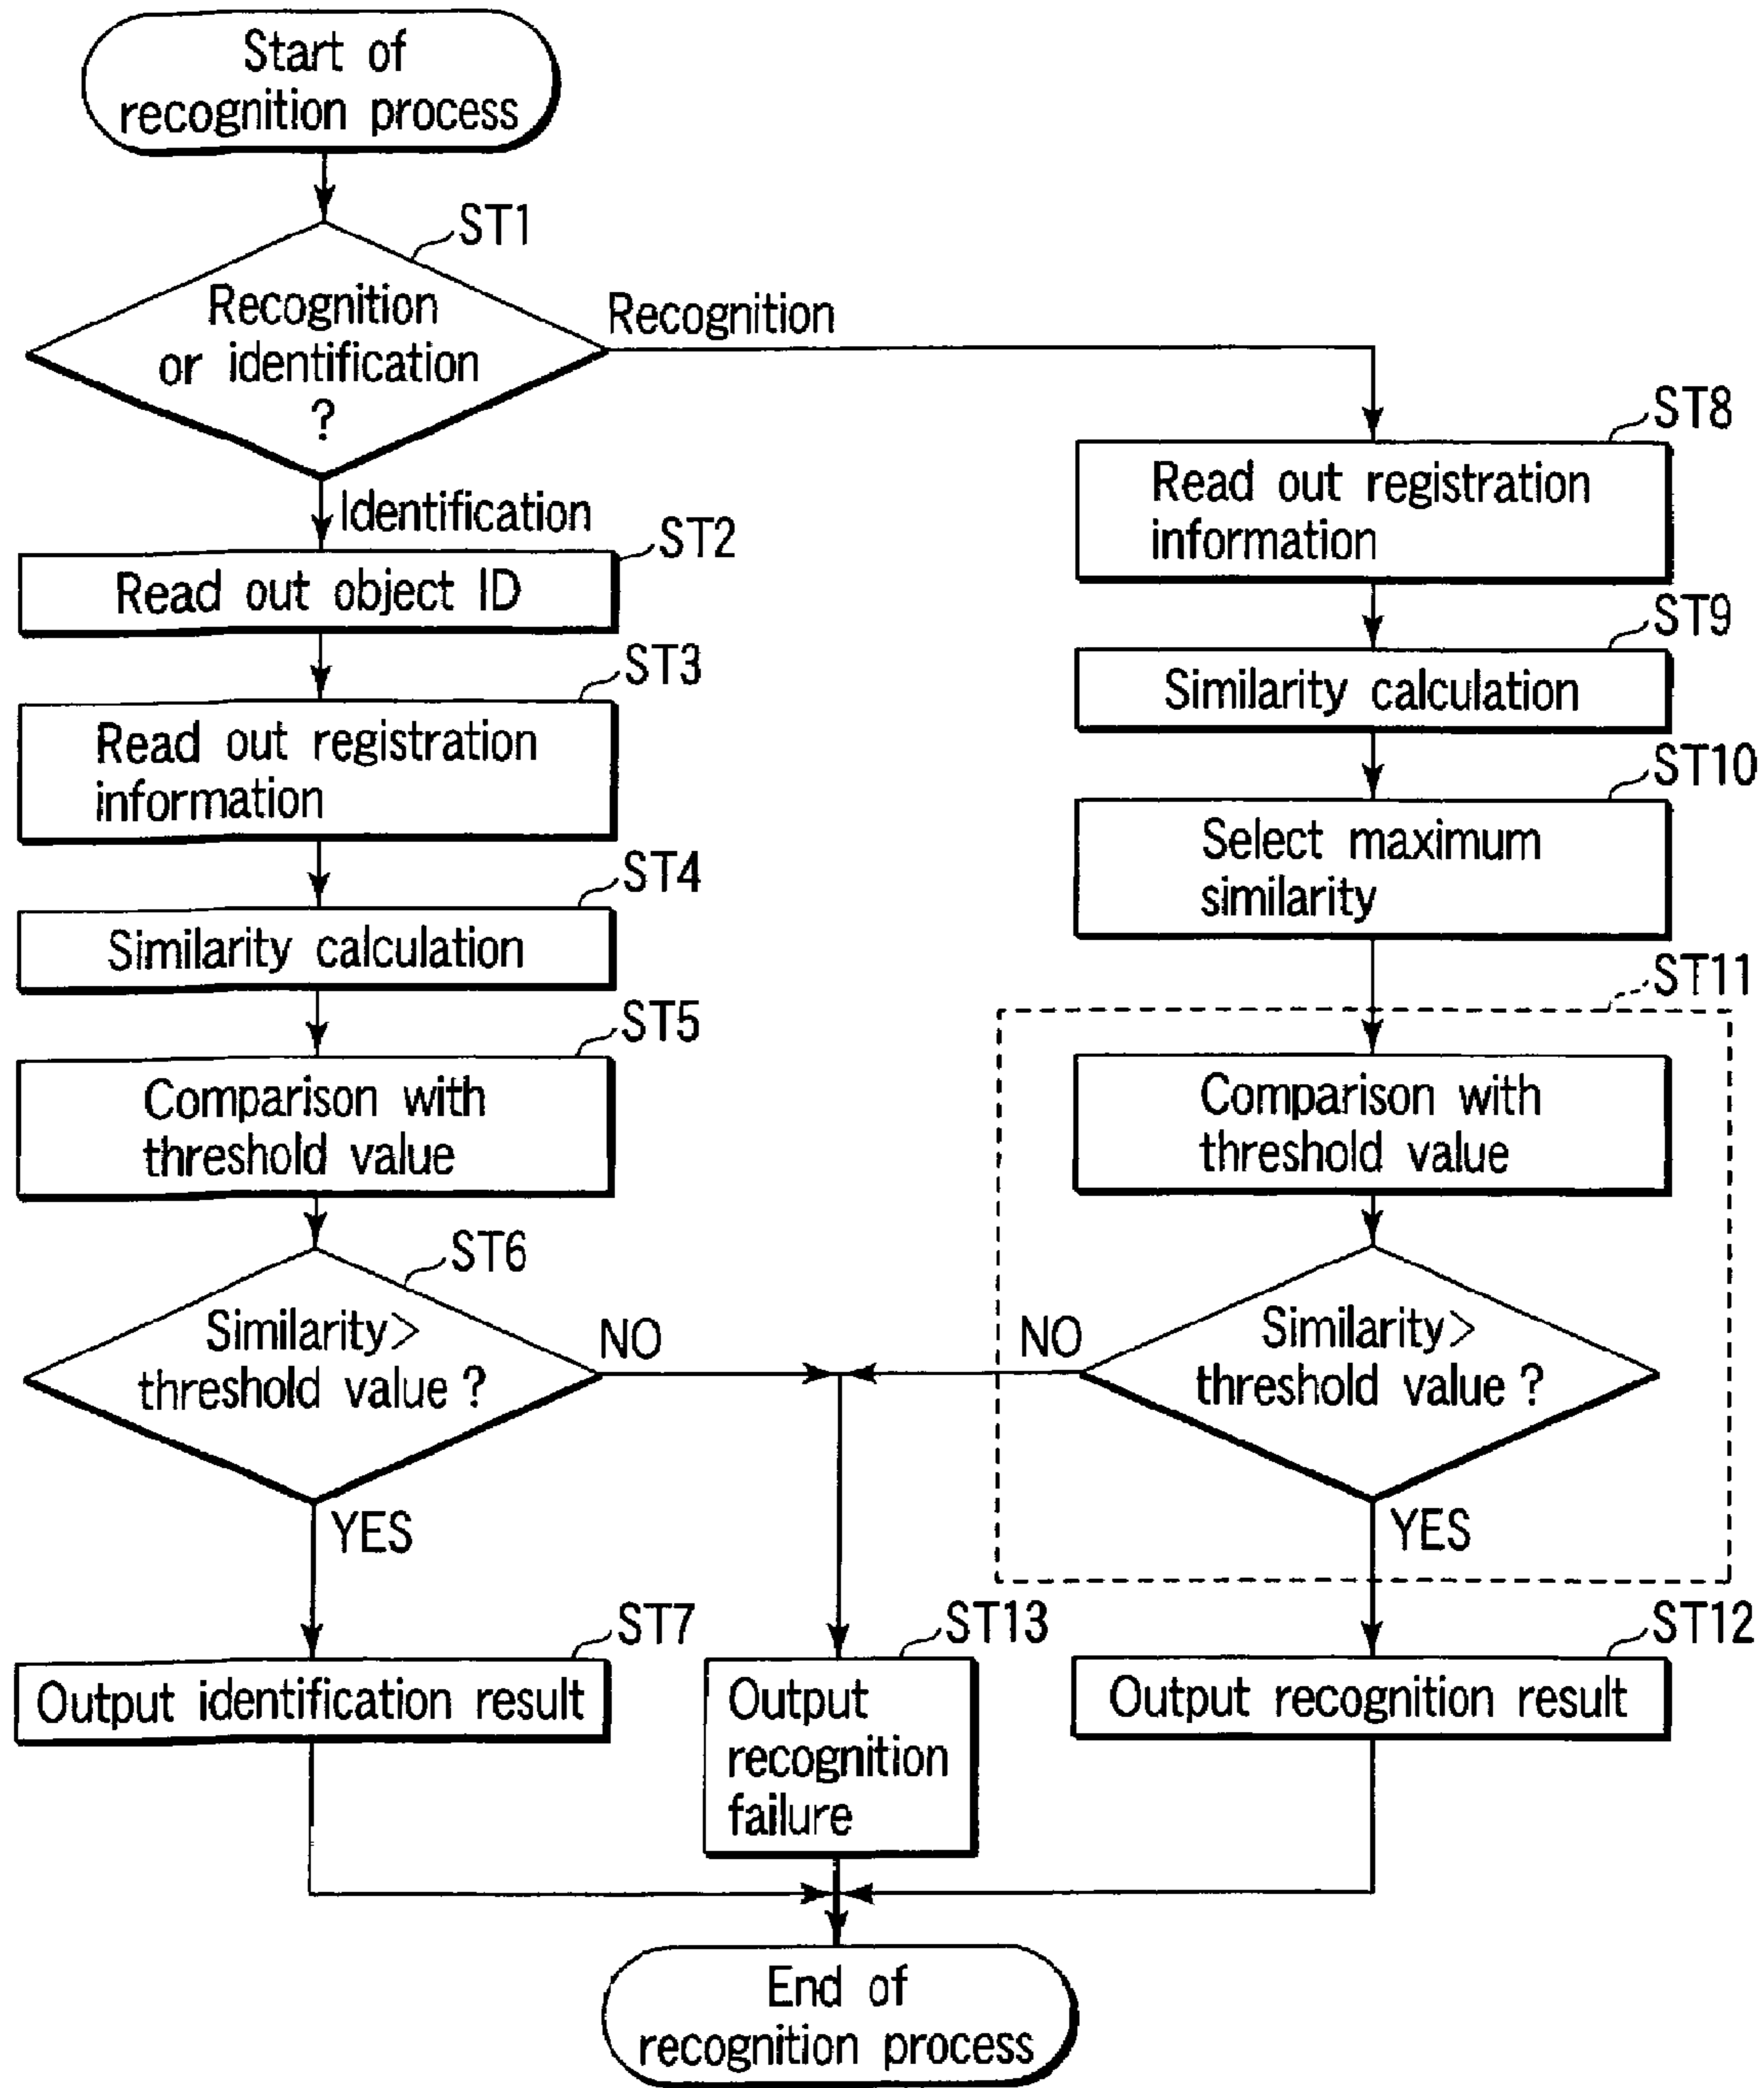 Start of
recognition process
ST1
Recognition
or identification
?
Recognition
Identification
ST2
Read out object ID
ST3
Read out registration
information
ST4
Similarity calculation
ST5
Comparison with
threshold value
ST6
Similarity>
threshold value ?
NO
YES
ST7
Output identification result
ST8
Read out registration
information
ST9
Similarity calculation
ST10
Select maximum
similarity
ST11
Comparison with
threshold value
Similarity>
threshold value ?
NO
YES
ST12
Output recognition result
ST13
Output
recognition
failure
End of
recognition process